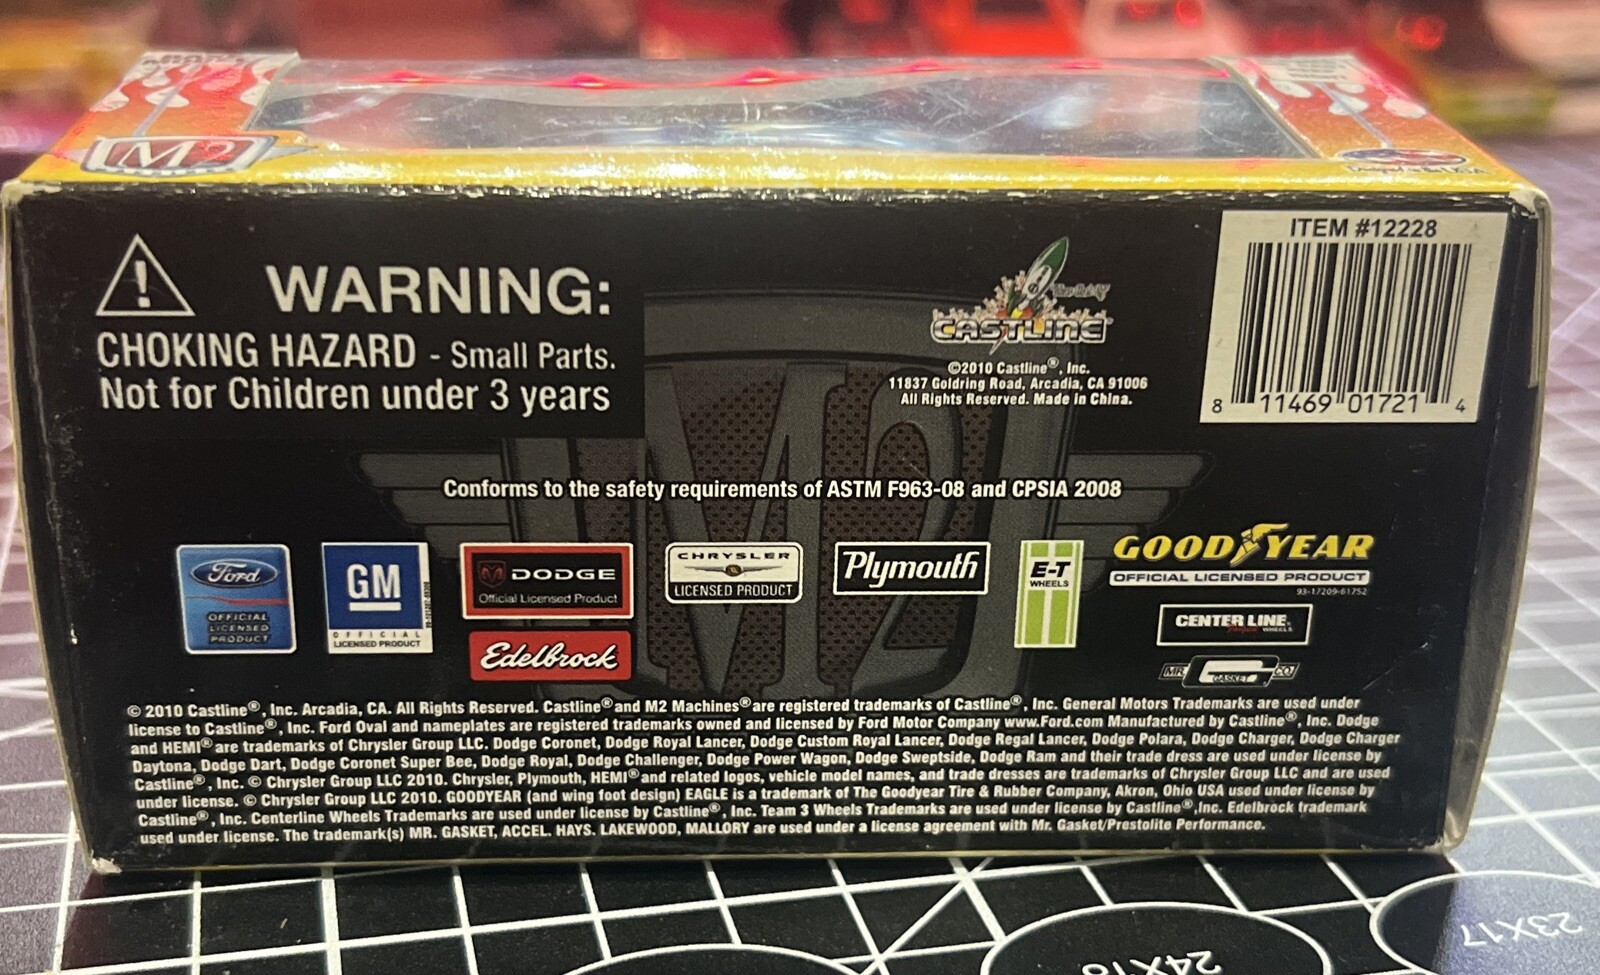 M2
ITEM #12228
8 11469 01721 4
WARNING:
CHOKING HAZARD - Small Parts.
Not for Children under 3 years
CASTLINE
©2010 Castline®, Inc.
11837 Goldring Road, Arcadia, CA 91006
All Rights Reserved. Made in China.
M2
Conforms to the safety requirements of ASTM F963-08 and CPSIA 2008
Ford
OFFICIAL
LICENSED
PRODUCT
GM
OFFICIAL
LICENSED PRODUCT
DODGE
Official Licensed Product
Edelbrock
CHRYSLER
LICENSED PRODUCT
Plymouth
E-T
WHEELS
GOODYEAR
OFFICIAL LICENSED PRODUCT
93-17209-61752
CENTER LINE.
WHEELS
MR. GASKET CO.
© 2010 Castline®, Inc. Arcadia, CA. All Rights Reserved. Castline® and M2 Machines® are registered trademarks of Castline®, Inc. General Motors Trademarks are used under
license to Castline®, Inc. Ford Oval and nameplates are registered trademarks owned and licensed by Ford Motor Company www.Ford.com Manufactured by Castline®, Inc. Dodge
and HEMI® are trademarks of Chrysler Group LLC. Dodge Coronet, Dodge Royal Lancer, Dodge Custom Royal Lancer, Dodge Regal Lancer, Dodge Polara, Dodge Charger, Dodge Charger
Daytona, Dodge Dart, Dodge Coronet Super Bee, Dodge Royal, Dodge Challenger, Dodge Power Wagon, Dodge Sweptside, Dodge Ram and their trade dress are used under license by
Castline®, Inc. © Chrysler Group LLC 2010. Chrysler, Plymouth, HEMI® and related logos, vehicle model names, and trade dresses are trademarks of Chrysler Group LLC and are used
under license. © Chrysler Group LLC 2010. GOODYEAR (and wing foot design) EAGLE is a trademark of The Goodyear Tire & Rubber Company, Akron, Ohio USA used under license by
Castline®, Inc. Centerline Wheels Trademarks are used under license by Castline®, Inc. Team 3 Wheels Trademarks are used under license by Castline®,Inc. Edelbrock trademark
used under license. The trademark(s) MR. GASKET, ACCEL. HAYS. LAKEWOOD, MALLORY are used under a license agreement with Mr. Gasket/Prestolite Performance.
23X17
24X18